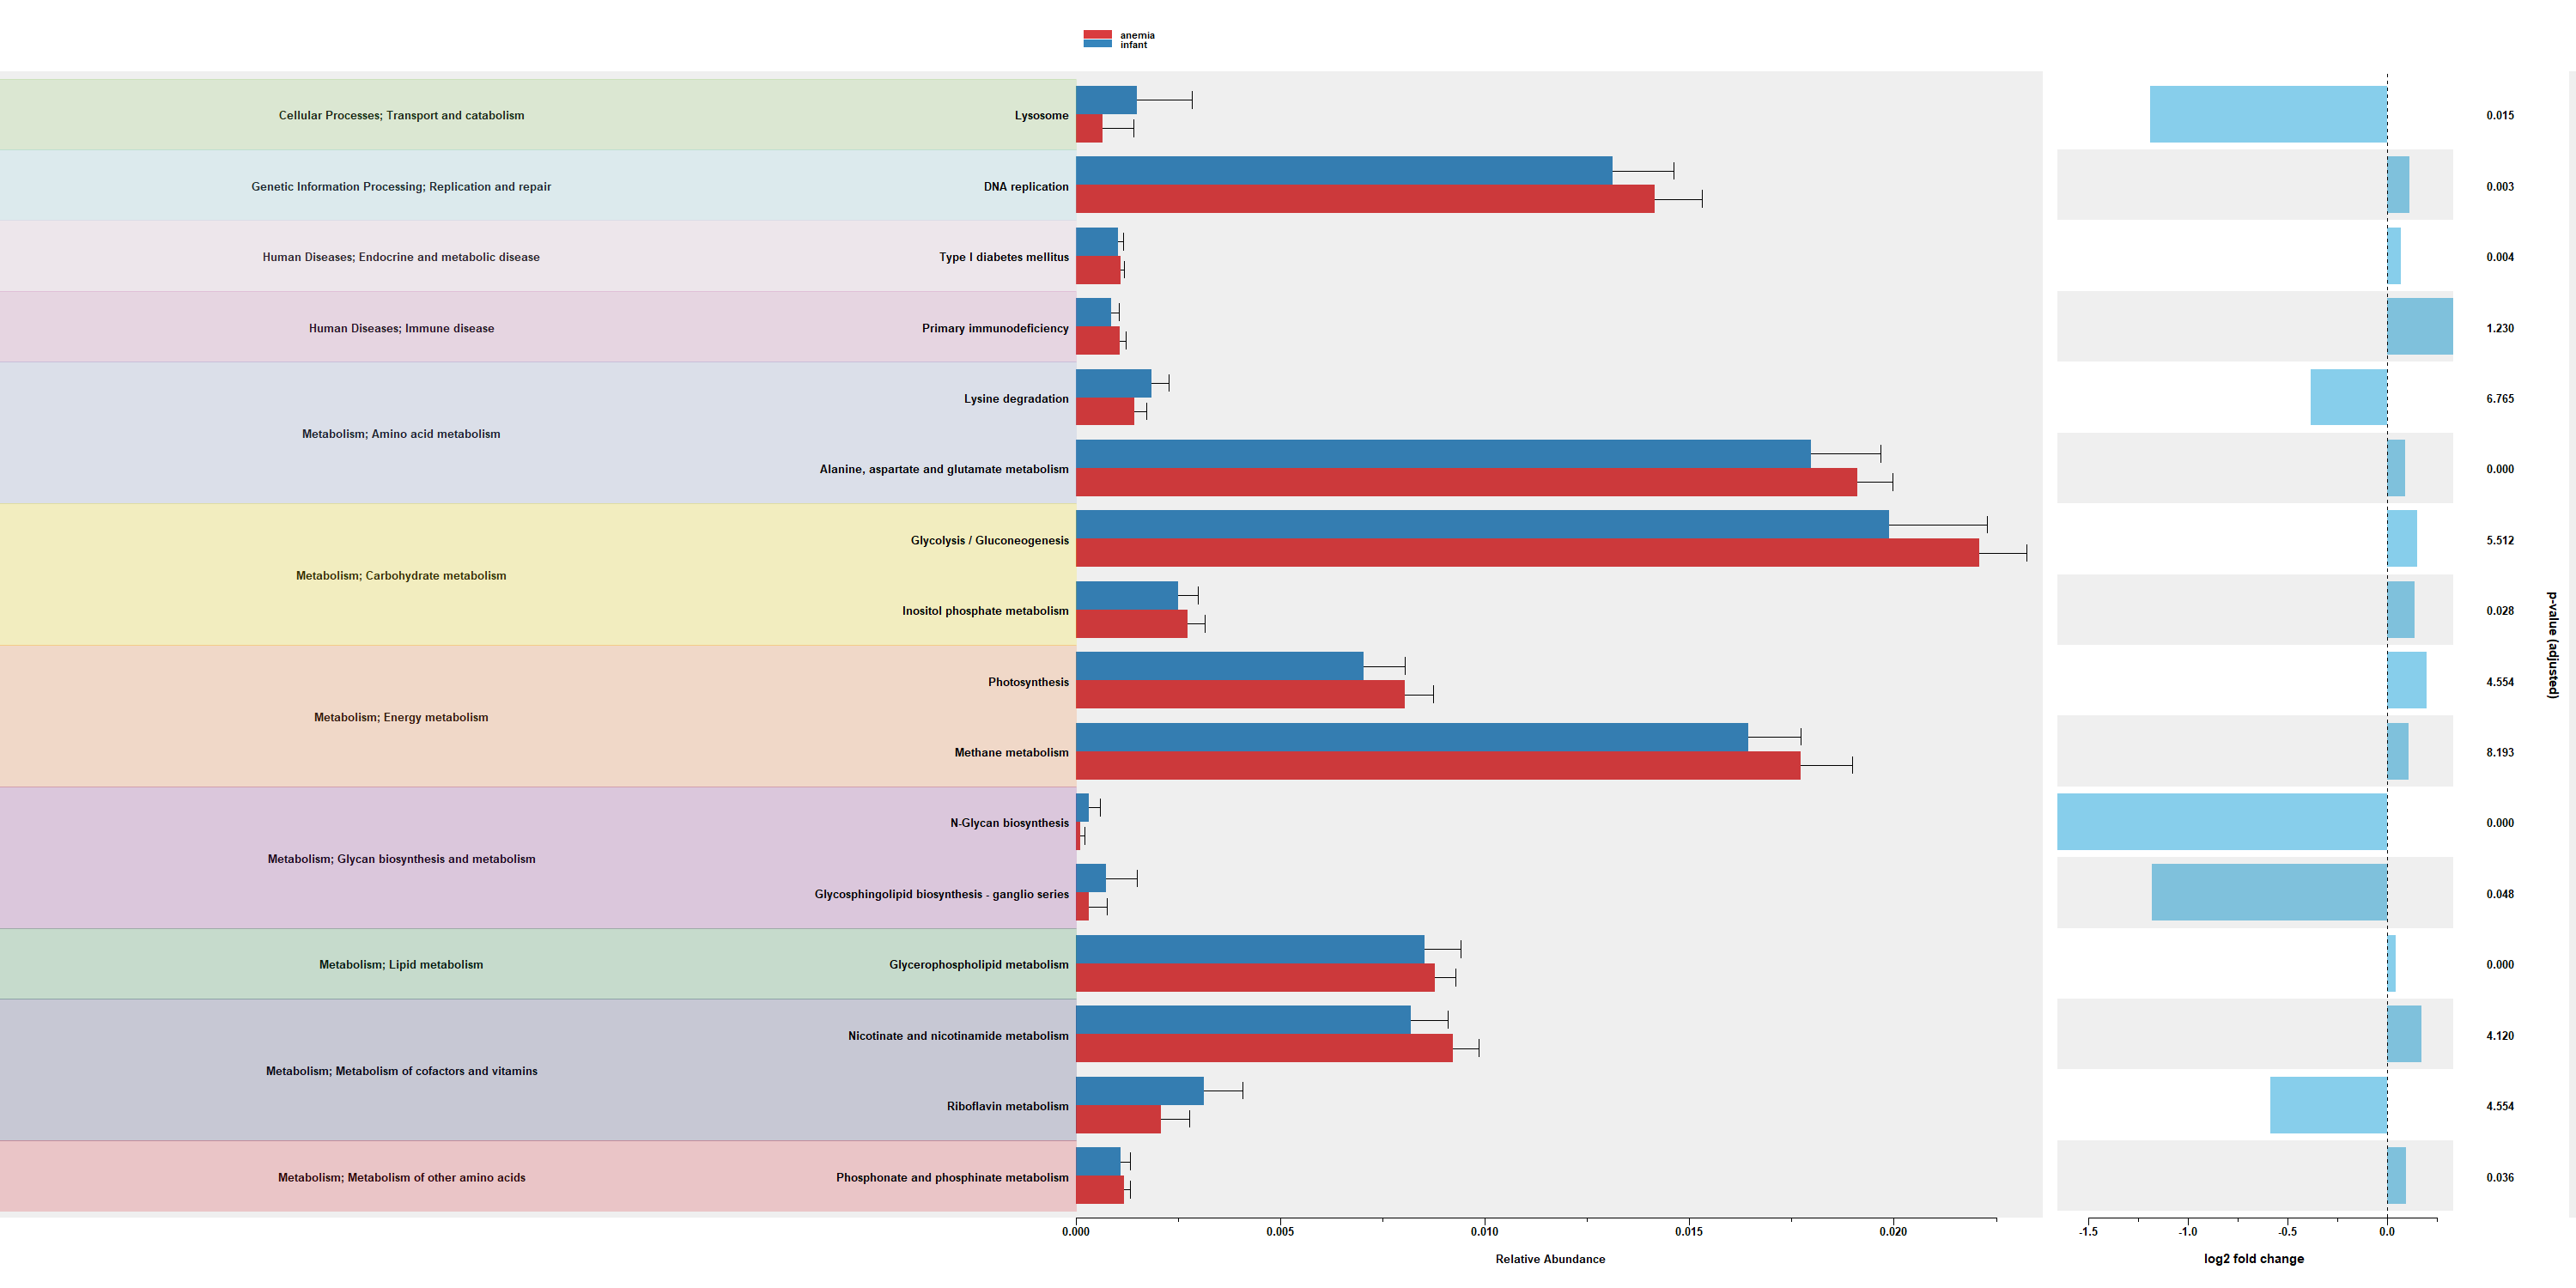 anemia
infant
Cellular Processes; Transport and catabolism
Lysosome
0.015
Genetic Information Processing; Replication and repair
DNA replication
0.003
Human Diseases; Endocrine and metabolic disease
Type I diabetes mellitus
0.004
Human Diseases; Immune disease
Primary immunodeficiency
1.230
Metabolism; Amino acid metabolism
Lysine degradation
6.765
Alanine, aspartate and glutamate metabolism
0.000
Metabolism; Carbohydrate metabolism
Glycolysis / Gluconeogenesis
5.512
Inositol phosphate metabolism
0.028
Metabolism; Energy metabolism
Photosynthesis
4.554
Methane metabolism
8.193
Metabolism; Glycan biosynthesis and metabolism
N-Glycan biosynthesis
0.000
Glycosphingolipid biosynthesis - ganglio series
0.048
Metabolism; Lipid metabolism
Glycerophospholipid metabolism
0.000
Metabolism; Metabolism of cofactors and vitamins
Nicotinate and nicotinamide metabolism
4.120
Riboflavin metabolism
4.554
Metabolism; Metabolism of other amino acids
Phosphonate and phosphinate metabolism
0.036
p-value (adjusted)
0.000 0.005 0.010 0.015 0.020
Relative Abundance
-1.5 -1.0 -0.5 0.0
log2 fold change